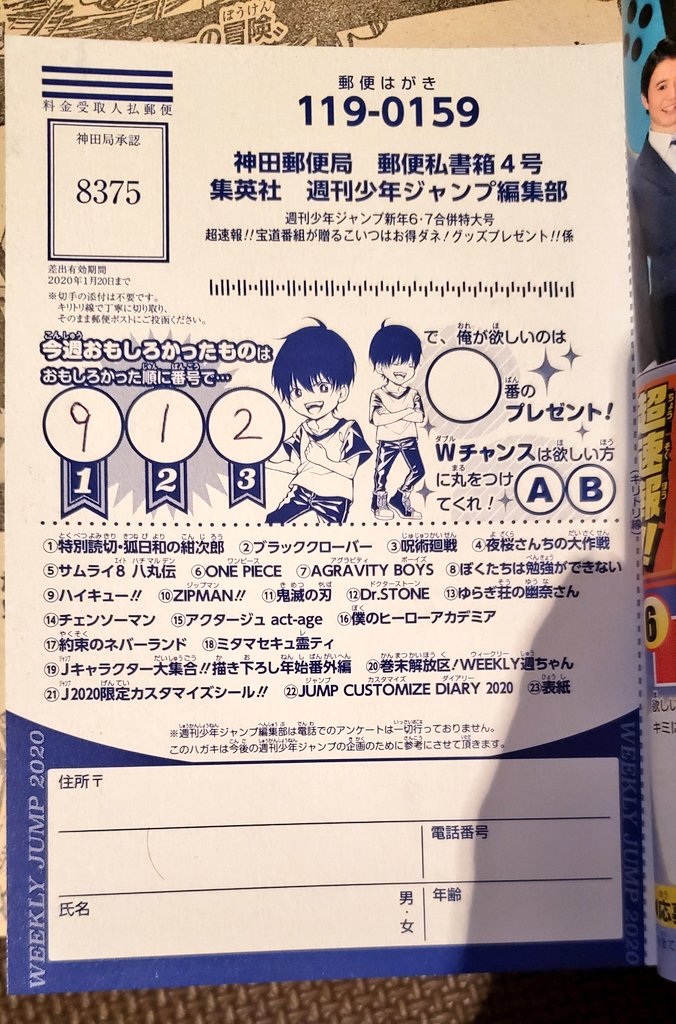 の冒険
ぼうけん
郵便はがき
119-0159
料金受取人払郵便
神田局承認
8375
神田郵便局 郵便私書箱4号
集英社 週刊少年ジャンプ編集部
週刊少年ジャンプ新年6・7合併特大号
超速報!!宝道番組が贈るこいつはお得ダネ!グッズプレゼント!!係
差出有効期間
2020年1月20日まで
※切手の添付は不要です。
キリトリ線で丁寧に切り取り、
そのまま郵便ポストにご投函ください。
今週おもしろかったものは
おもしろかった順に番号で…
9 1 2
1 2 3
で、俺が欲しいのは
番の
プレゼント!
Wチャンスは欲しい方
に丸をつけ
てくれ!
A B
①特別読切・狐日和の紺次郎 ②ブラッククローバー ③呪術廻戦 ④夜桜さんちの大作戦
⑤サムライ8 八丸伝 ⑥ONE PIECE ⑦AGRAVITY BOYS ⑧ぼくたちは勉強ができない
⑨ハイキュー!! ⑩ZIPMAN!! ⑪鬼滅の刃 ⑫Dr.STONE ⑬ゆらぎ荘の幽奈さん
⑭チェンソーマン ⑮アクタージュ act-age ⑯僕のヒーローアカデミア
⑰約束のネバーランド ⑱ミタマセキュ霊ティ
⑲Jキャラクター大集合!!描き下ろし年始番外編 ⑳巻末解放区!WEEKLY週ちゃん
㉑J2020限定カスタマイズシール!! ㉒JUMP CUSTOMIZE DIARY 2020 ㉓表紙
※週刊少年ジャンプ編集部は電話でのアンケートは一切行っておりません。
このハガキは今後の週刊少年ジャンプの企画のために参考にさせて頂きます。
住所〒
電話番号
氏名
男・女
年齢
WEEKLY JUMP 2020
WEEKLY JUMP 2020
(キリトリ線)
超速報!
ちょうそくほう
6